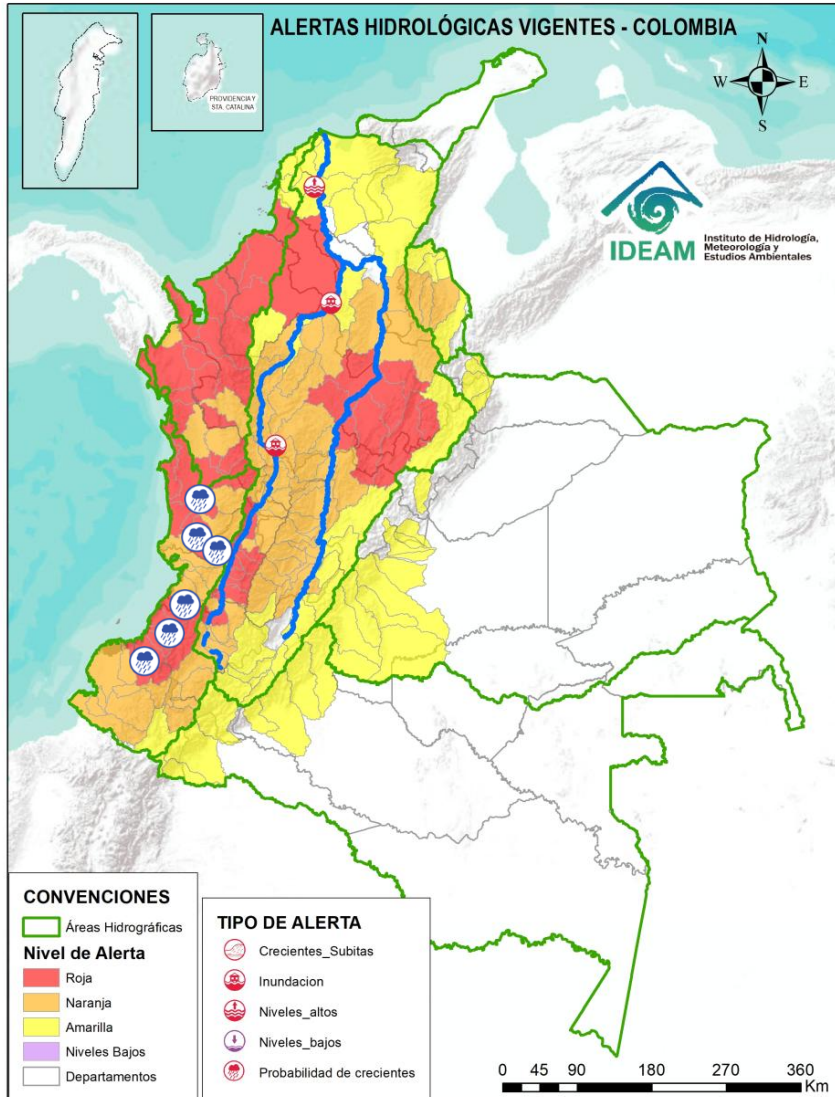 ALERTAS HIDROLÓGICAS VIGENTES - COLOMBIA
PROVIDENCIA Y
STA. CATALINA
N
W
E
S
IDEAM
Instituto de Hidrología,
Meteorología y
Estudios Ambientales
CONVENCIONES
Áreas Hidrográficas
Nivel de Alerta
Roja
Naranja
Amarilla
Niveles Bajos
Departamentos
TIPO DE ALERTA
Crecientes_Subitas
Inundacion
Niveles_altos
Niveles_bajos
Probabilidad de crecientes
0 45 90 180 270 360
Km